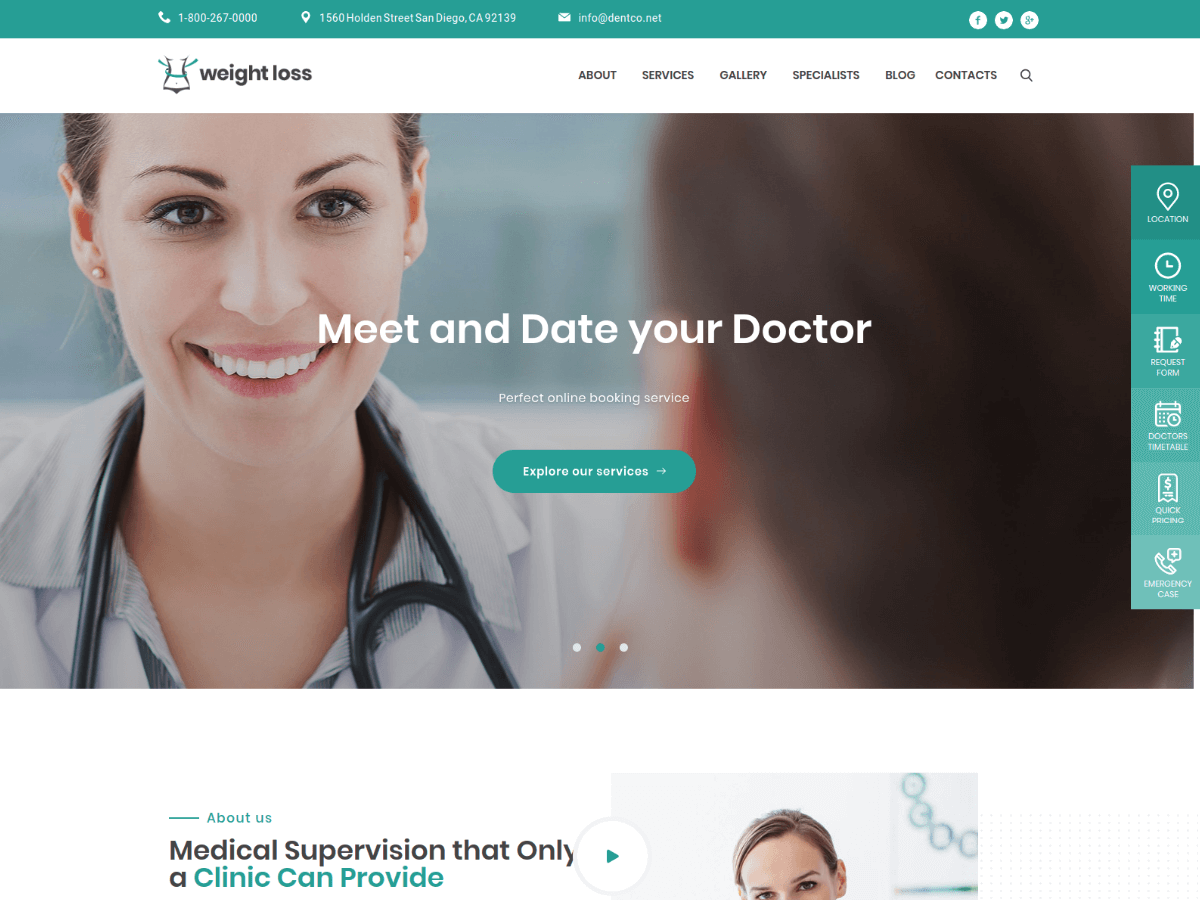 1-800-267-0000
1560 Holden Street San Diego, CA 92139
info@dentco.net
weight loss
ABOUT
SERVICES
GALLERY
SPECIALISTS
BLOG
CONTACTS
LOCATION
WORKING
TIME
REQUEST
FORM
DOCTORS
TIMETABLE
QUICK
PRICING
EMERGENCY
CASE
Meet and Date your Doctor
Perfect online booking service
Explore our services →
About us
Medical Supervision that Only
a Clinic Can Provide